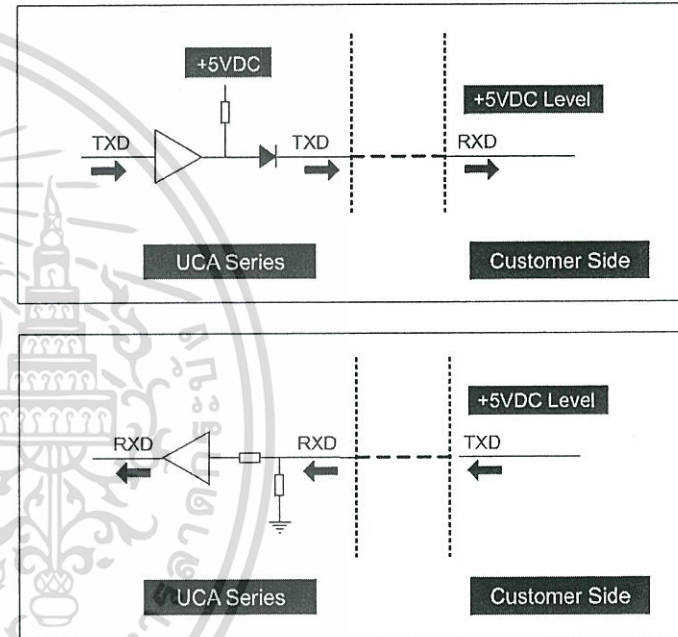 +5VDC
+5VDC Level
TXD
TXD
RXD
UCA Series
Customer Side
+5VDC Level
RXD
RXD
TXD
UCA Series
Customer Side